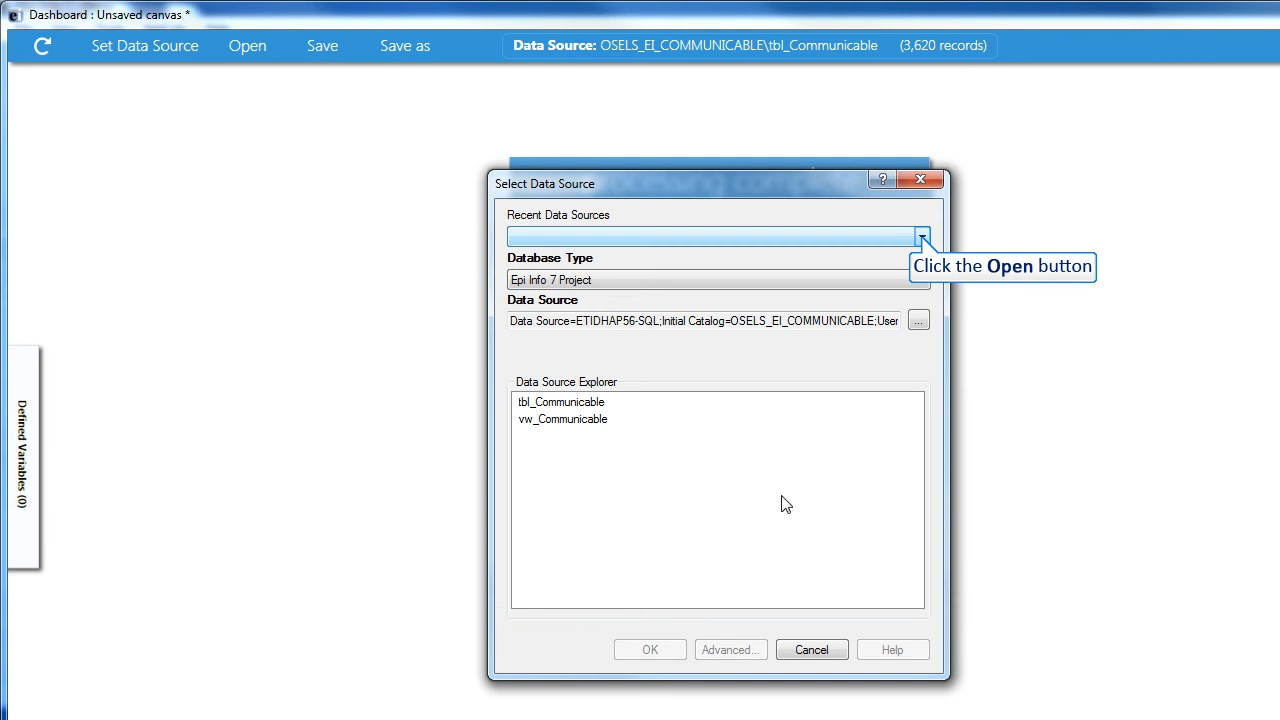 Dashboard : Unsaved canvas *
Set Data Source Open Save Save as Data Source: OSELS_EI_COMMUNICABLE\tbl_Communicable (3,620 records)
Select Data Source
?
Recent Data Sources
Click the Open button
Database Type
Epi Info 7 Project
Data Source
Data Source=ETIDHAP56-SQL;Initial Catalog=OSELS_EI_COMMUNICABLE;User
...
Data Source Explorer
tbl_Communicable
vw_Communicable
Defined Variables (0)
OK Advanced... Cancel Help